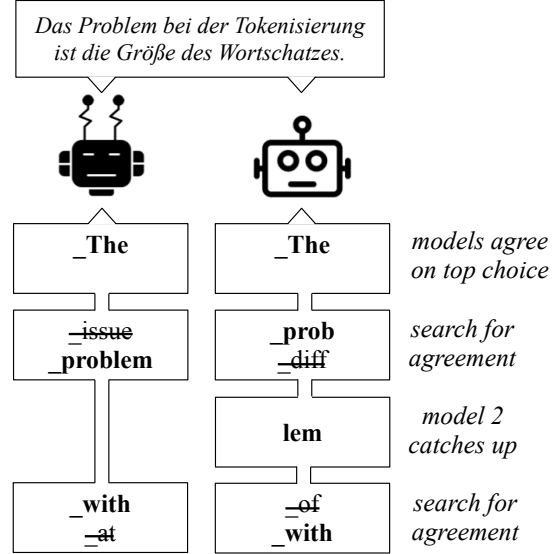 Das Problem bei der Tokenisierung
ist die Größe des Wortschatzes.
_The
_The
models agree
on top choice
_issue
_problem
_prob
_diff
search for
agreement
lem
model 2
catches up
_with
_at
_of
_with
search for
agreement